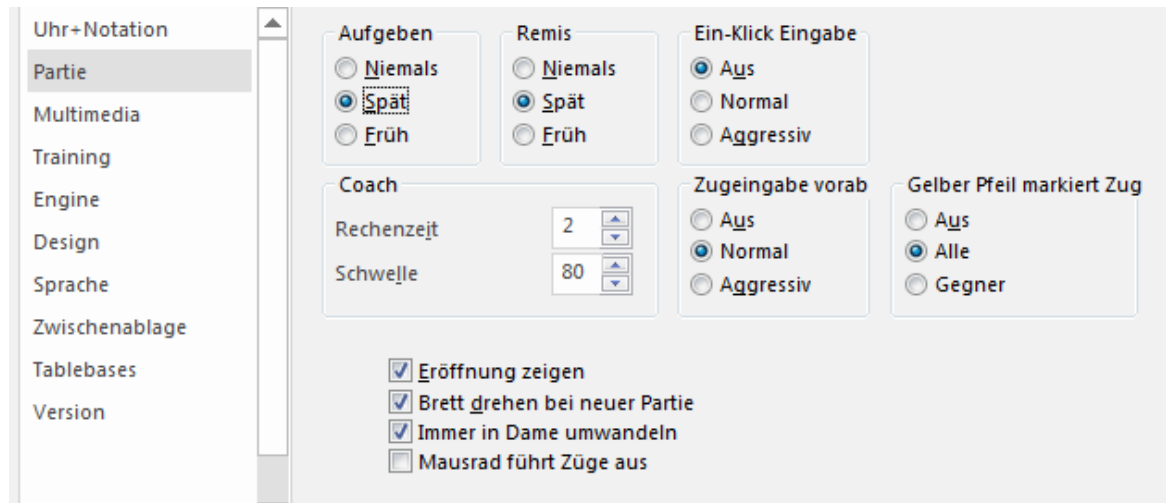 Uhr+Notation
Partie
Multimedia
Training
Engine
Design
Sprache
Zwischenablage
Tablebases
Version
Aufgeben
Niemals
Spät
Früh
Remis
Niemals
Spät
Früh
Ein-Klick Eingabe
Aus
Normal
Aggressiv
Coach
Rechenzeit 2
Schwelle 80
Zugeingabe vorab
Aus
Normal
Aggressiv
Gelber Pfeil markiert Zug
Aus
Alle
Gegner
Eröffnung zeigen
Brett drehen bei neuer Partie
Immer in Dame umwandeln
Mausrad führt Züge aus